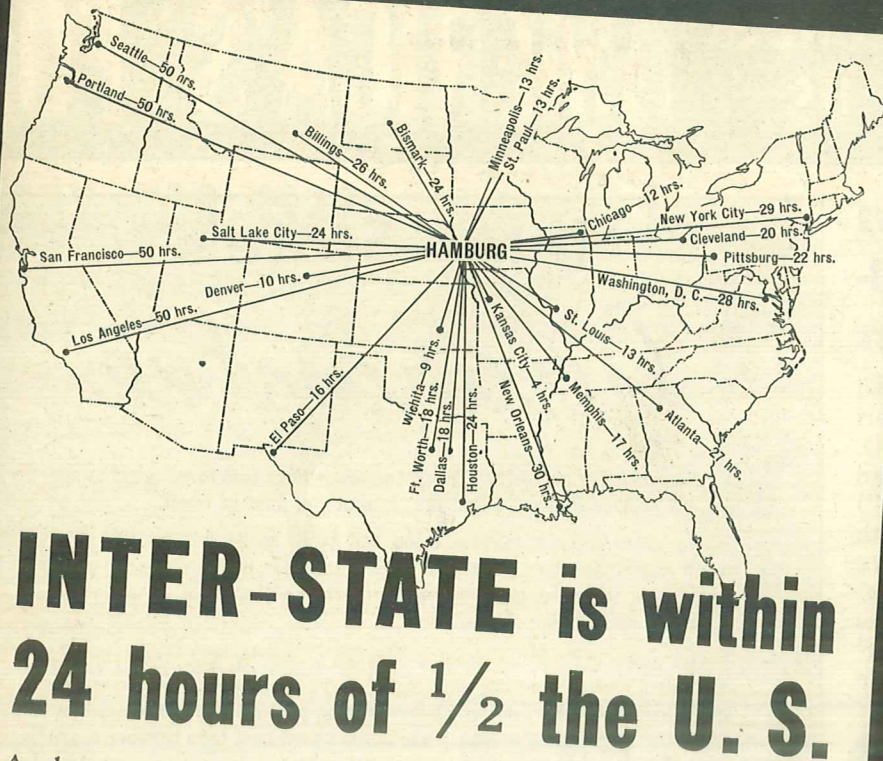 Seattle—50 hrs.
Portland—50 hrs.
Billings—26 hrs.
Bismark—24 hrs.
Minneapolis—13 hrs.
St. Paul—13 hrs.
Chicago—12 hrs.
New York City—29 hrs.
Cleveland—20 hrs.
Pittsburgh—22 hrs.
Washington, D. C.—28 hrs.
Salt Lake City—24 hrs.
San Francisco—50 hrs.
HAMBURG
Denver—10 hrs.
Los Angeles—50 hrs.
El Paso—16 hrs.
Wichita—9 hrs.
Ft. Worth—18 hrs.
Dallas—18 hrs.
Houston—24 hrs.
New Orleans—30 hrs.
Kansas City—4 hrs.
Memphis—17 hrs.
St. Louis—13 hrs.
Atlanta—27 hrs.
INTER-STATE is within
24 hours of 1/2 the U. S.